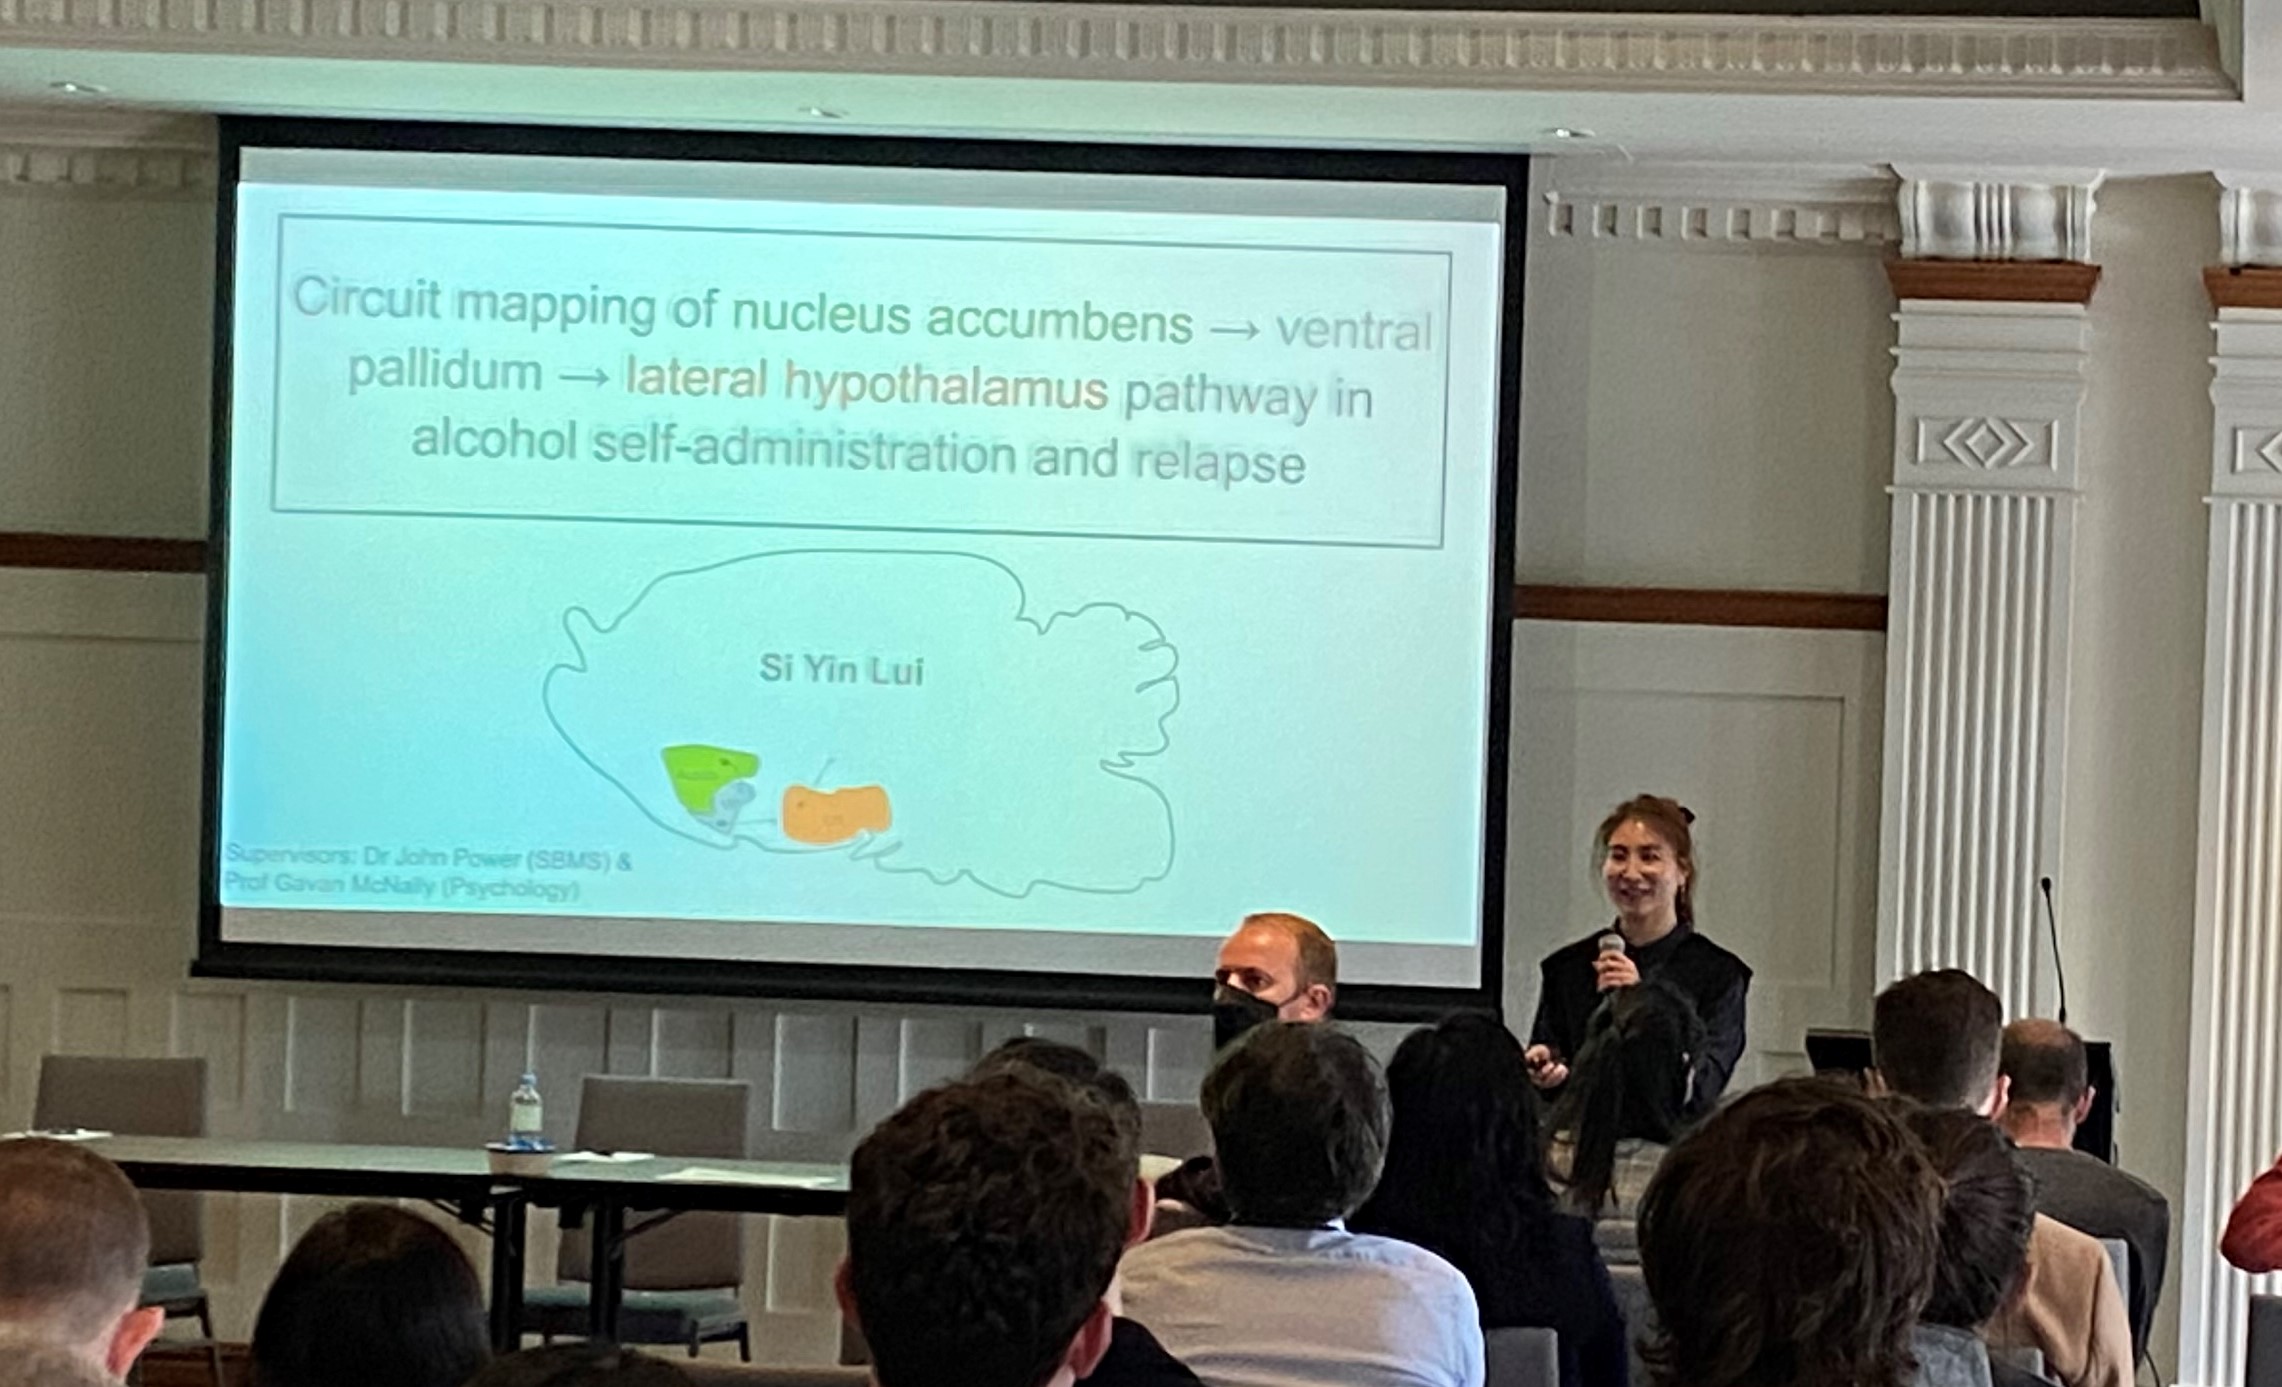 Circuit mapping of nucleus accumbens → ventral
pallidum → lateral hypothalamus pathway in
alcohol self-administration and relapse
Si Yin Lui
Supervisors: Dr John Power (SBMS) &
Prof Gavan McNally (Psychology)